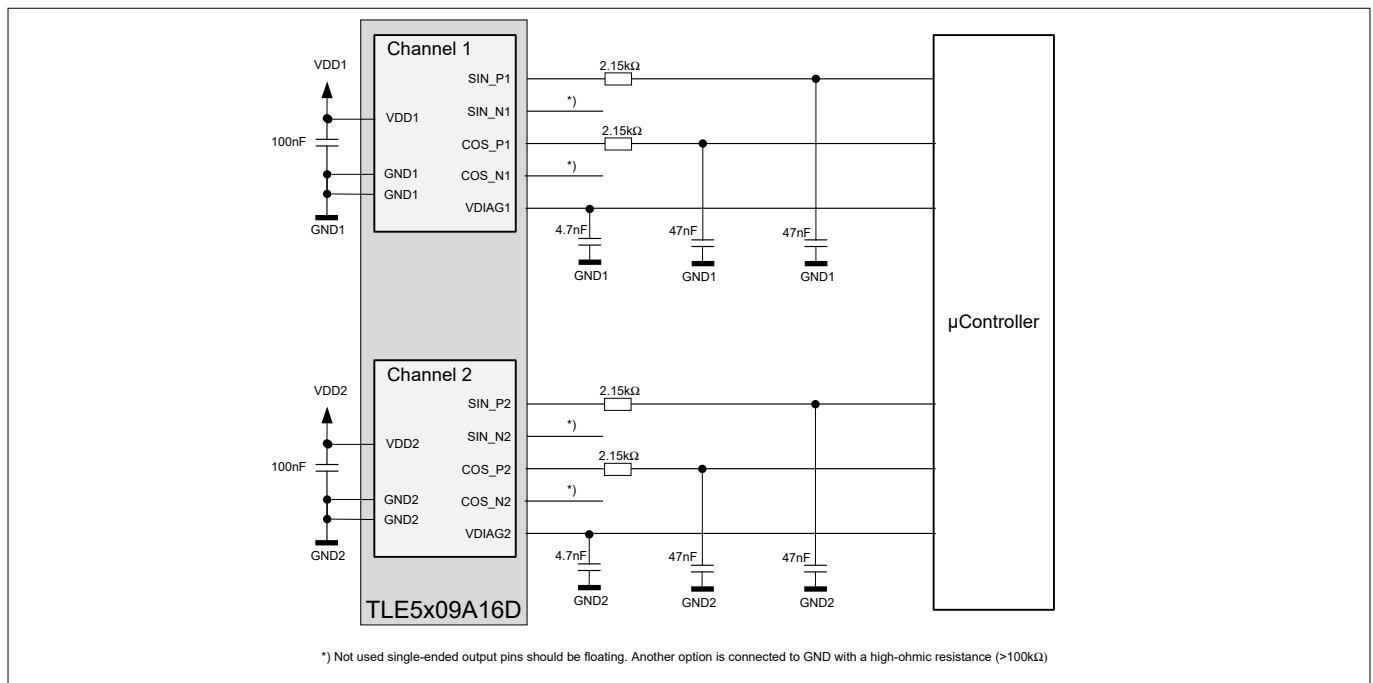 Channel 1
VDD1
SIN_P1
2.15kΩ
SIN_N1
*)
VDD1
100nF
COS_P1
2.15kΩ
GND1
COS_N1
*)
GND1
VDIAG1
GND1
4.7nF
47nF
47nF
GND1
GND1
GND1
µController
Channel 2
VDD2
SIN_P2
2.15kΩ
SIN_N2
*)
VDD2
100nF
COS_P2
2.15kΩ
GND2
COS_N2
*)
GND2
VDIAG2
GND2
4.7nF
47nF
47nF
GND2
GND2
GND2
TLE5x09A16D
*) Not used single-ended output pins should be floating. Another option is connected to GND with a high-ohmic resistance (>100kΩ)